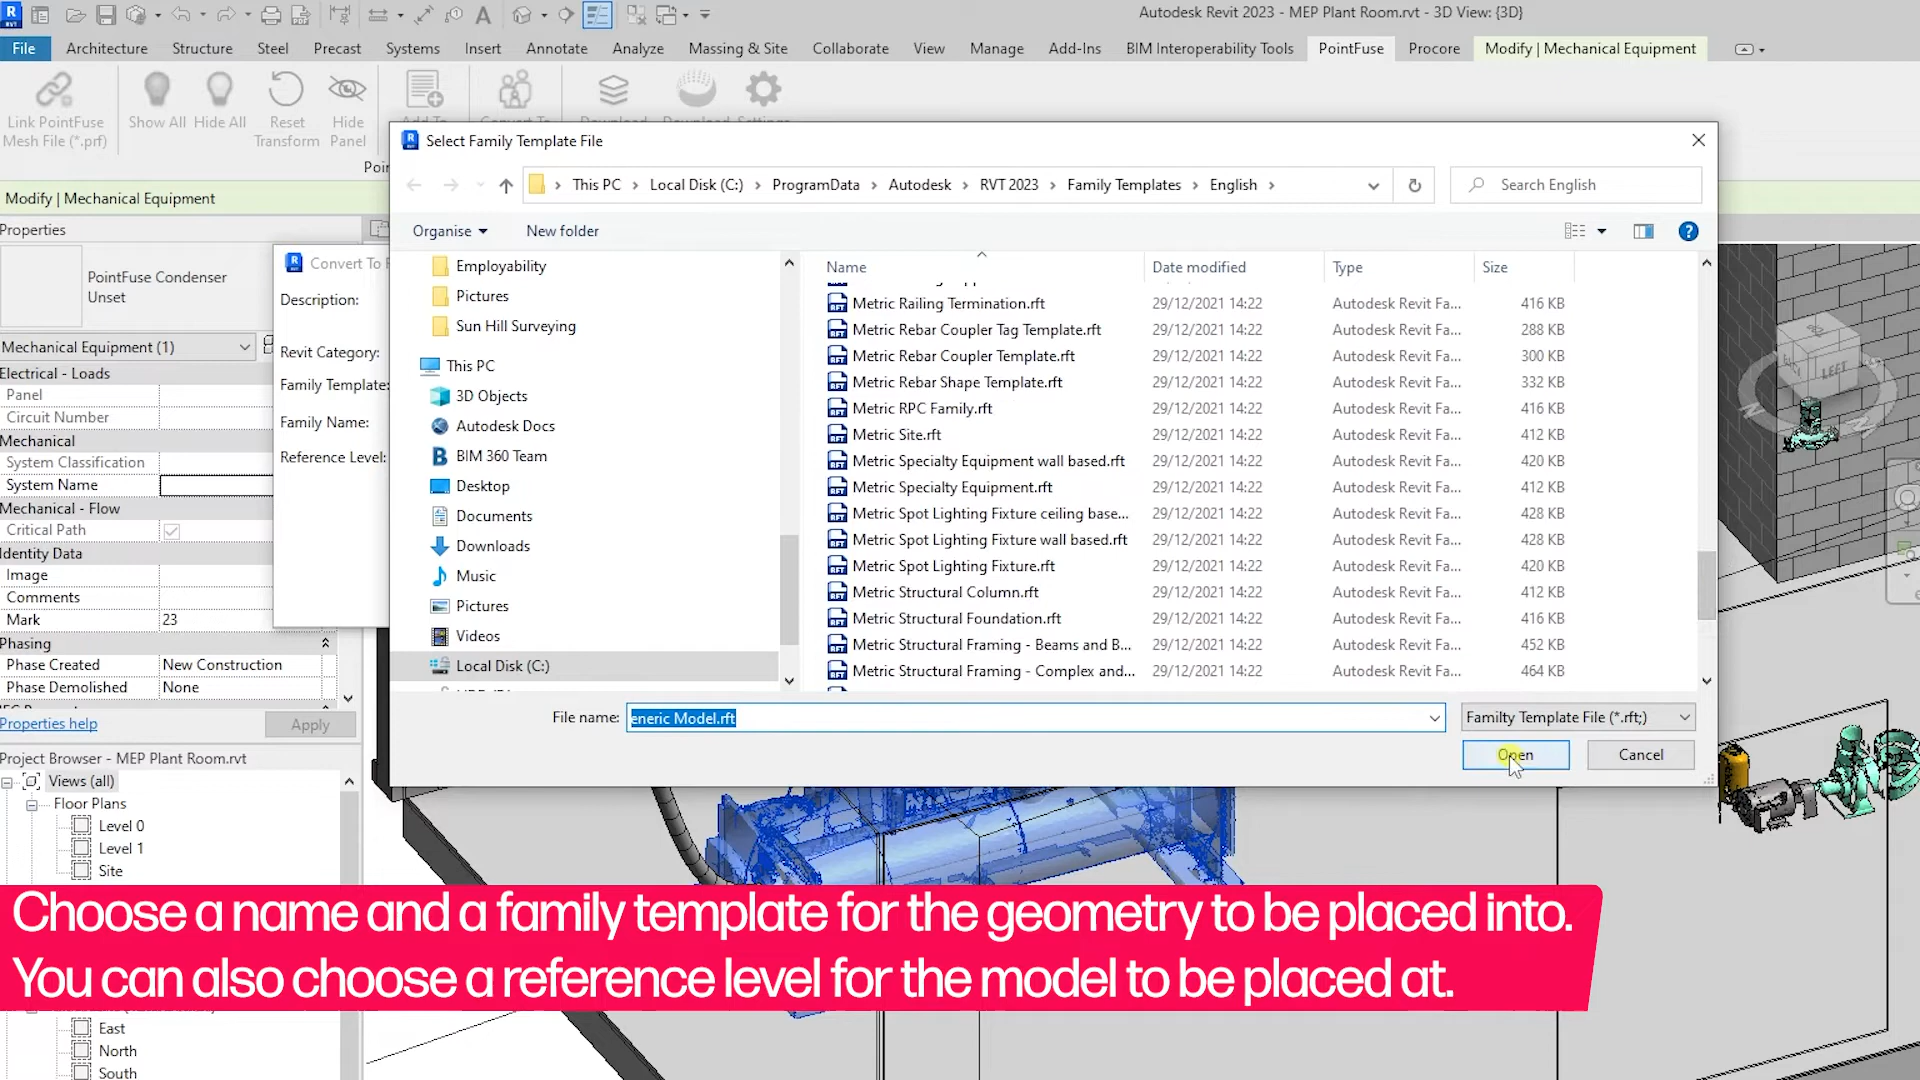 Autodesk Revit 2023 - MEP Plant Room.rvt - 3D View: {3D}
File Architecture Structure Steel Precast Systems Insert Annotate Analyze Massing & Site Collaborate View Manage Add-Ins BIM Interoperability Tools PointFuse Procore Modify | Mechanical Equipment
Link PointFuse
Mesh File (*.prf)
Show All
Hide All
Reset
Transform
Hide
Panel
Modify | Mechanical Equipment
Properties
PointFuse Condenser
Unset
Mechanical Equipment (1)
Electrical - Loads
Panel
Circuit Number
Mechanical
System Classification
System Name
Mechanical - Flow
Critical Path
Identity Data
Image
Comments
Mark 23
Phasing
Phase Created New Construction
Phase Demolished None
Properties help
Apply
Project Browser - MEP Plant Room.rvt
Views (all)
Floor Plans
Level 0
Level 1
Site
East
North
South
Convert To
Description:
Revit Category:
Family Template:
Family Name:
Reference Level:
Select Family Template File
This PC › Local Disk (C:) › ProgramData › Autodesk › RVT 2023 › Family Templates › English ›
Search English
Organise
New folder
Employability
Pictures
Sun Hill Surveying
This PC
3D Objects
Autodesk Docs
BIM 360 Team
Desktop
Documents
Downloads
Music
Pictures
Videos
Local Disk (C:)
Name Date modified Type Size
Metric Railing Termination.rft 29/12/2021 14:22 Autodesk Revit Fa... 416 KB
Metric Rebar Coupler Tag Template.rft 29/12/2021 14:22 Autodesk Revit Fa... 288 KB
Metric Rebar Coupler Template.rft 29/12/2021 14:22 Autodesk Revit Fa... 300 KB
Metric Rebar Shape Template.rft 29/12/2021 14:22 Autodesk Revit Fa... 332 KB
Metric RPC Family.rft 29/12/2021 14:22 Autodesk Revit Fa... 416 KB
Metric Site.rft 29/12/2021 14:22 Autodesk Revit Fa... 412 KB
Metric Specialty Equipment wall based.rft 29/12/2021 14:22 Autodesk Revit Fa... 420 KB
Metric Specialty Equipment.rft 29/12/2021 14:22 Autodesk Revit Fa... 412 KB
Metric Spot Lighting Fixture ceiling base... 29/12/2021 14:22 Autodesk Revit Fa... 428 KB
Metric Spot Lighting Fixture wall based.rft 29/12/2021 14:22 Autodesk Revit Fa... 428 KB
Metric Spot Lighting Fixture.rft 29/12/2021 14:22 Autodesk Revit Fa... 420 KB
Metric Structural Column.rft 29/12/2021 14:22 Autodesk Revit Fa... 412 KB
Metric Structural Foundation.rft 29/12/2021 14:22 Autodesk Revit Fa... 416 KB
Metric Structural Framing - Beams and B... 29/12/2021 14:22 Autodesk Revit Fa... 452 KB
Metric Structural Framing - Complex and... 29/12/2021 14:22 Autodesk Revit Fa... 464 KB
File name: eneric Model.rft
Familty Template File (*.rft;)
Open
Cancel
LEFT
Choose a name and a family template for the geometry to be placed into.
You can also choose a reference level for the model to be placed at.